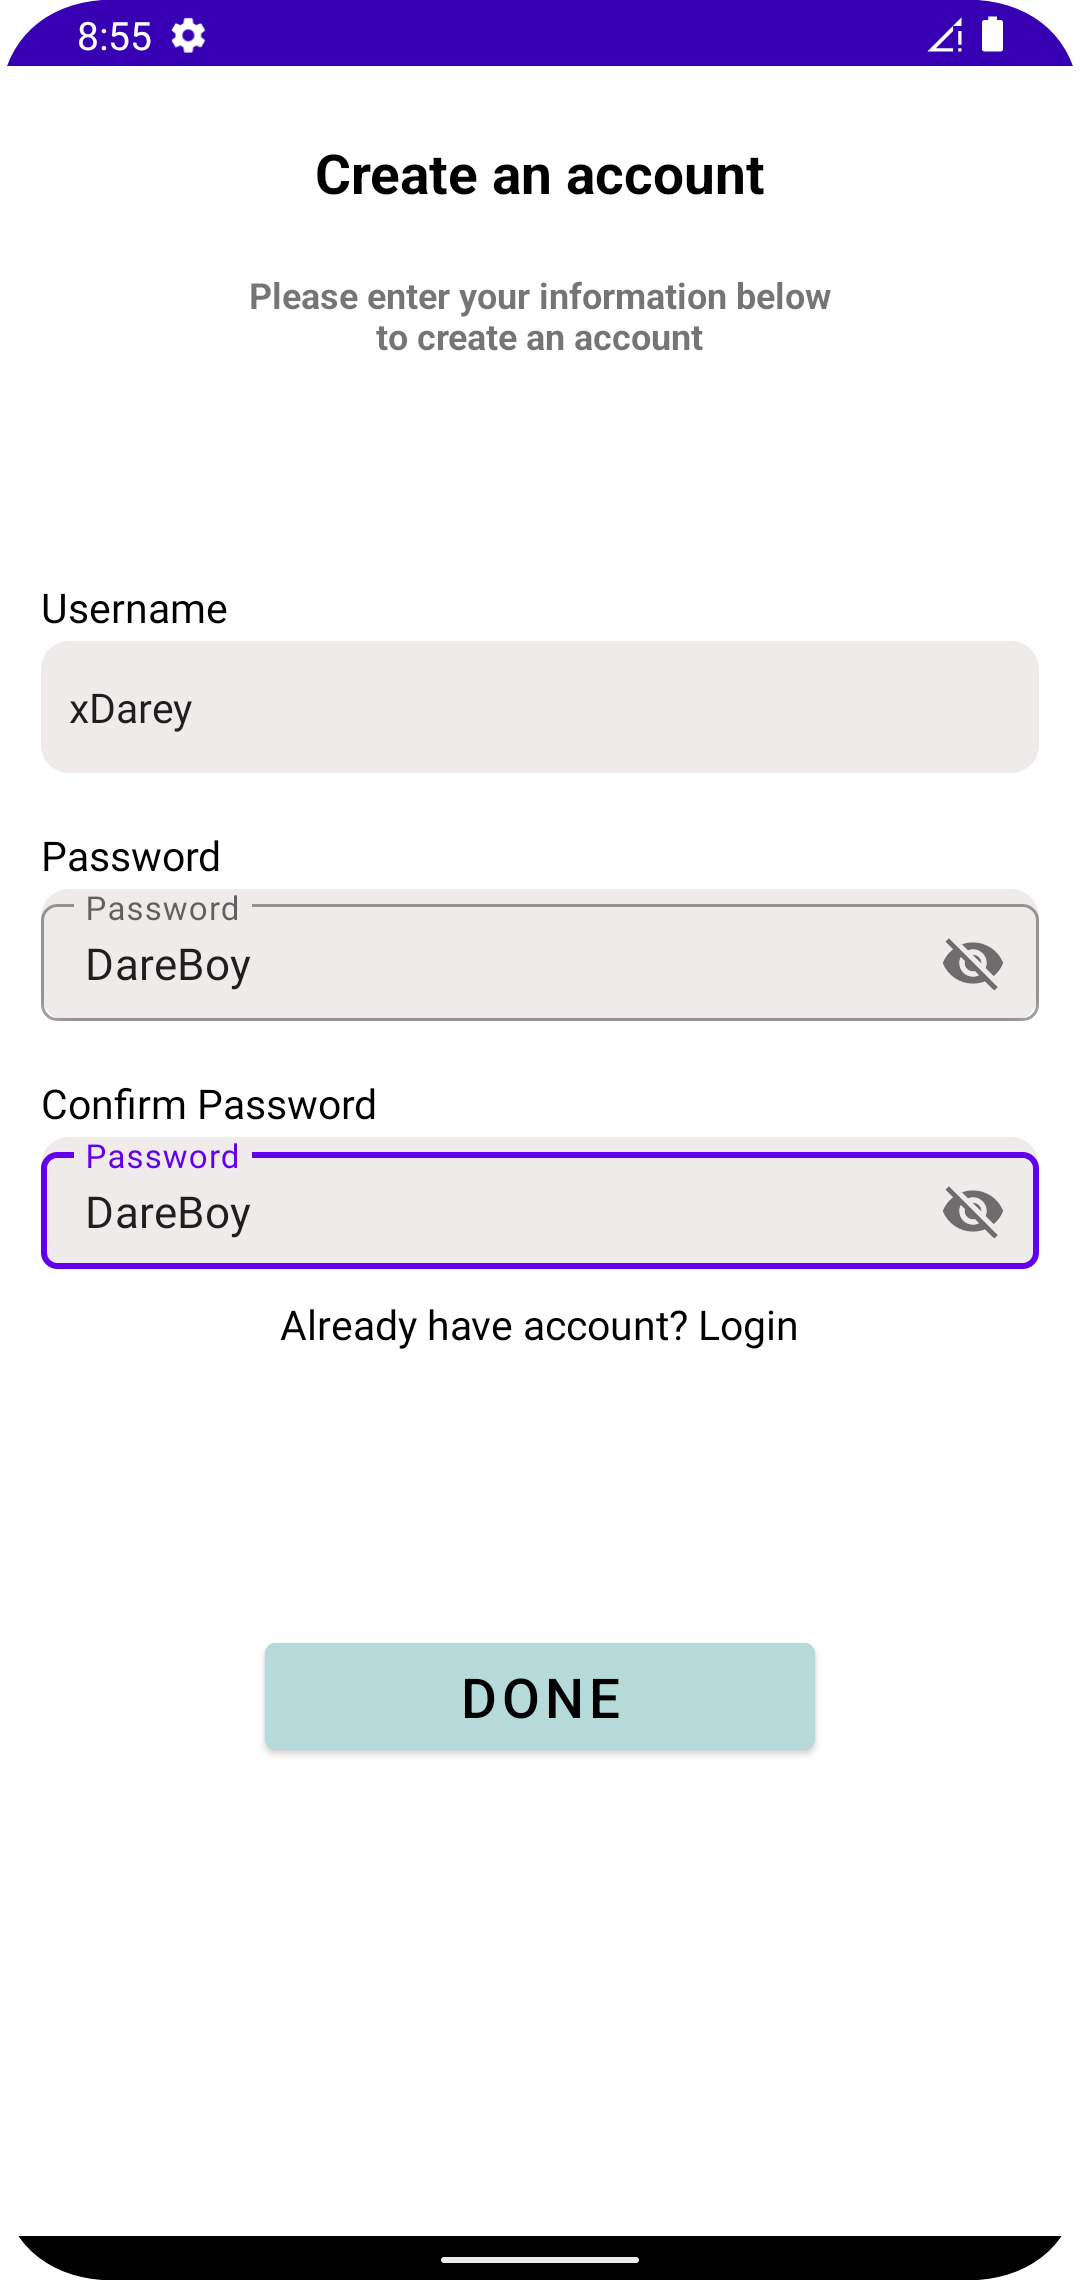 8:55
Create an account
Please enter your information below
to create an account
Username
xDarey
Password
Password
DareBoy
Confirm Password
Password
DareBoy
Already have account? Login
DONE